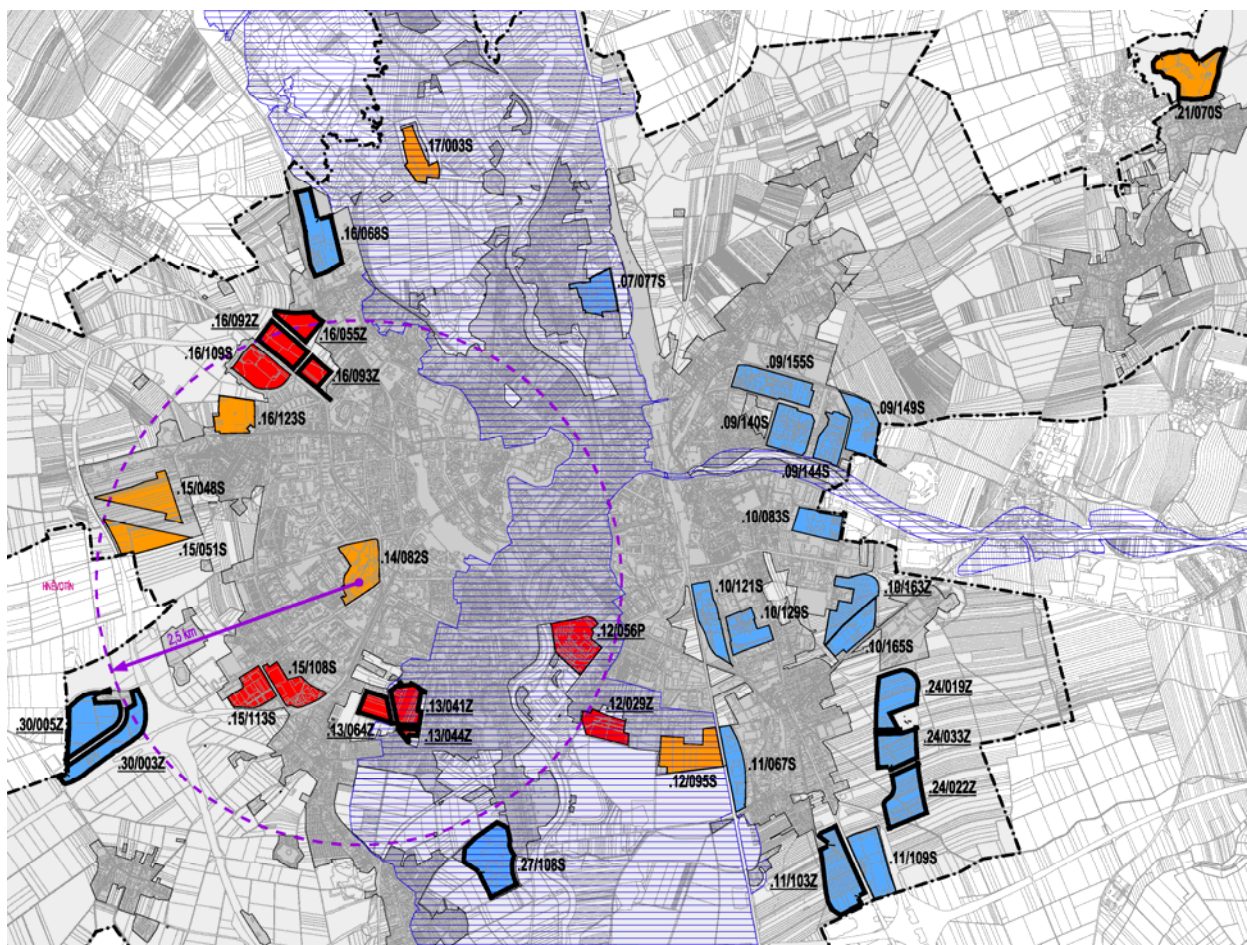 .21/070S
.17/003S
.16/068S
.07/077S
.16/092Z
.16/055Z
.16/109S
.16/093Z
.09/155S
.16/123S
.09/149S
.09/140S
.09/144S
.15/048S
.10/083S
.15/051S
.14/082S
HNĚVOTÍN
.10/121S
.10/163Z
.10/129S
2,5 km
.12/056P
.10/165S
.15/108S
.24/019Z
.15/113S
.13/041Z
.12/029Z
.30/005Z
.13/064Z
.13/044Z
.24/033Z
.30/003Z
.11/067S
.12/095S
.24/022Z
.27/108S
.11/109S
.11/103Z